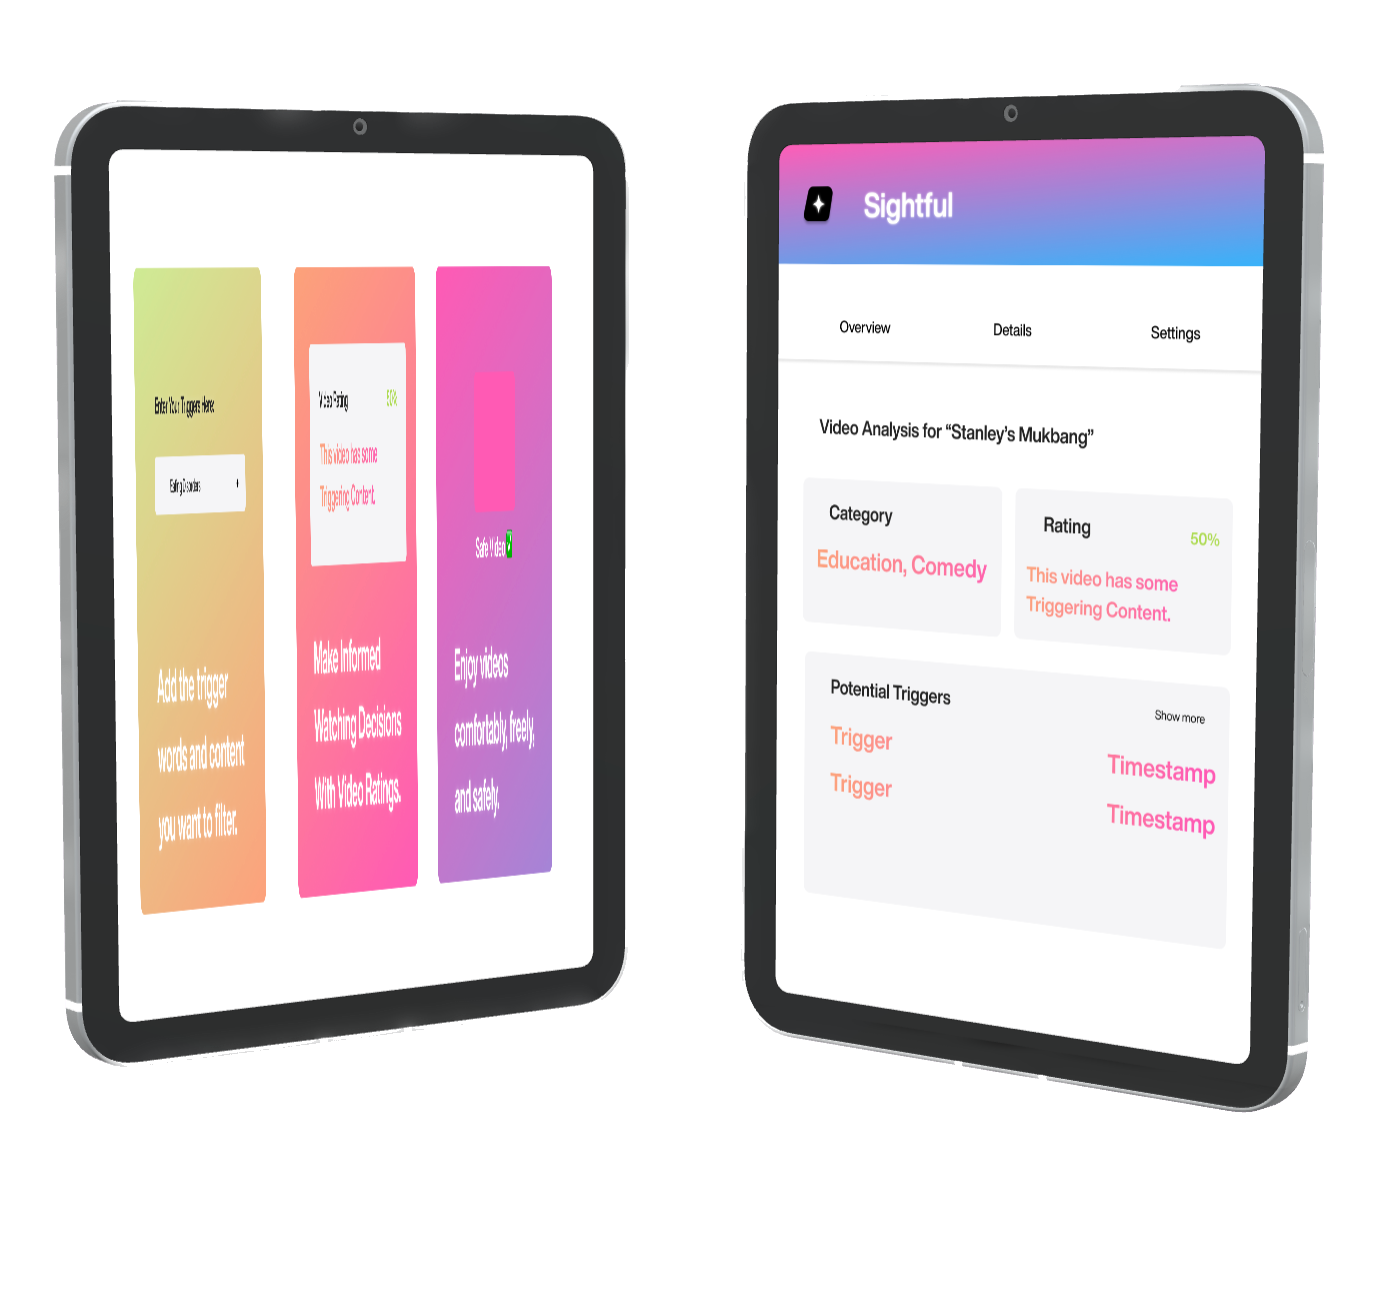 Enter Your Triggers Here:
Eating Disorders +
Add the trigger
words and content
you want to filter.
Video Rating 50%
This video has some
Triggering Content.
Make Informed
Watching Decisions
With Video Ratings.
Safe Video✅
Enjoy videos
comfortably, freely,
and safely.
Sightful
Overview Details Settings
Video Analysis for “Stanley’s Mukbang”
Category
Education, Comedy
Rating
50%
This video has some
Triggering Content.
Potential Triggers
Show more
Trigger
Timestamp
Trigger
Timestamp